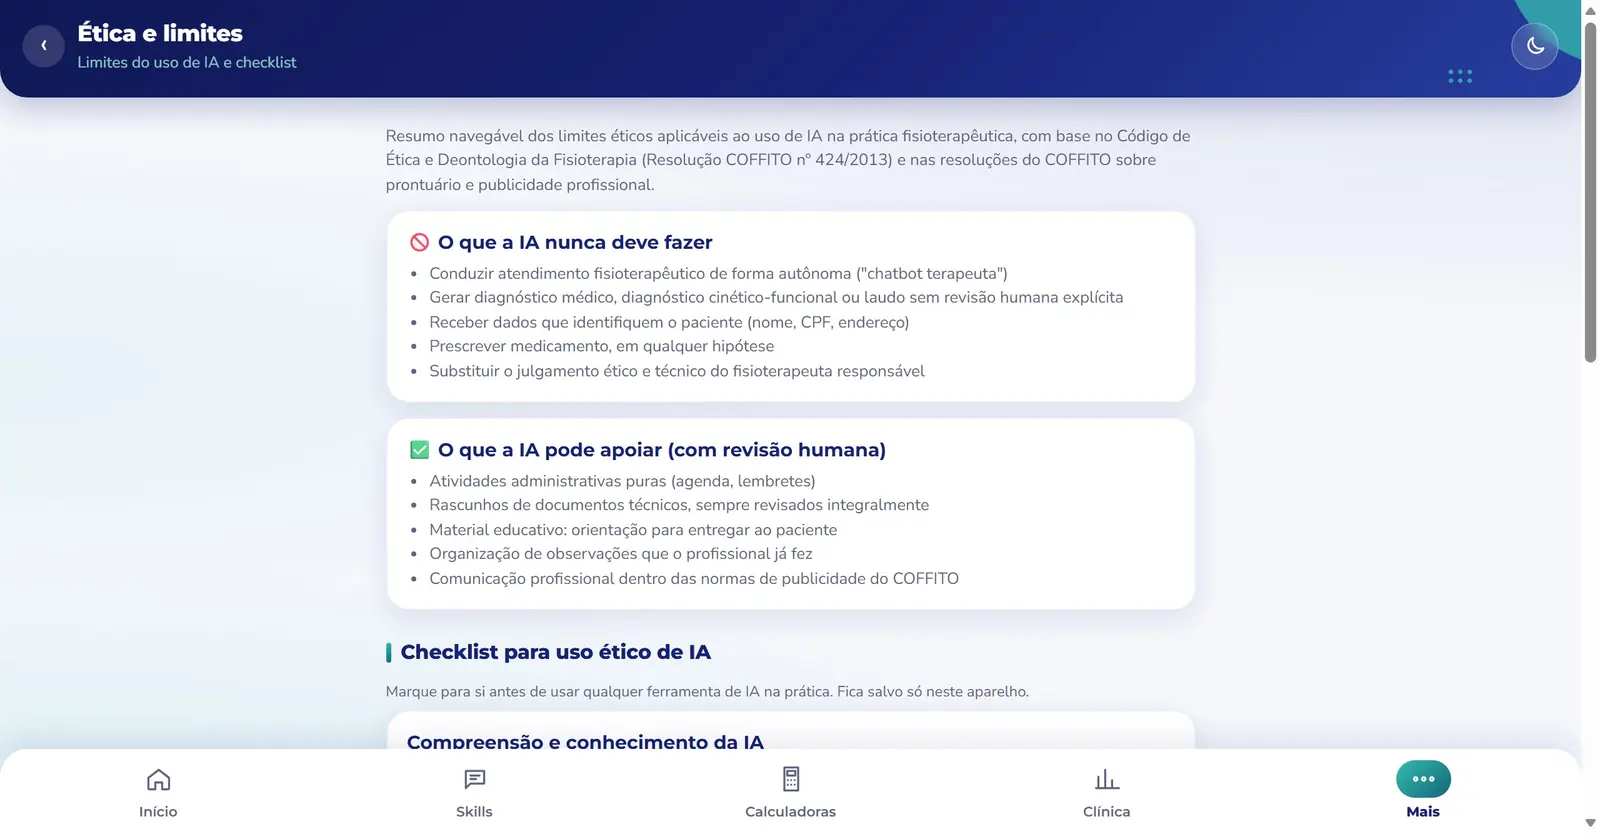 Ética e limites
Limites do uso de IA e checklist
Resumo navegável dos limites éticos aplicáveis ao uso de IA na prática fisioterapêutica, com base no Código de
Ética e Deontologia da Fisioterapia (Resolução COFFITO nº 424/2013) e nas resoluções do COFFITO sobre
prontuário e publicidade profissional.
O que a IA nunca deve fazer
• Conduzir atendimento fisioterapêutico de forma autônoma ("chatbot terapeuta")
• Gerar diagnóstico médico, diagnóstico cinético-funcional ou laudo sem revisão humana explícita
• Receber dados que identifiquem o paciente (nome, CPF, endereço)
• Prescrever medicamento, em qualquer hipótese
• Substituir o julgamento ético e técnico do fisioterapeuta responsável
O que a IA pode apoiar (com revisão humana)
• Atividades administrativas puras (agenda, lembretes)
• Rascunhos de documentos técnicos, sempre revisados integralmente
• Material educativo: orientação para entregar ao paciente
• Organização de observações que o profissional já fez
• Comunicação profissional dentro das normas de publicidade do COFFITO
Checklist para uso ético de IA
Marque para si antes de usar qualquer ferramenta de IA na prática. Fica salvo só neste aparelho.
Compreensão e conhecimento da IA
Início
Skills
Calculadoras
Clínica
Mais